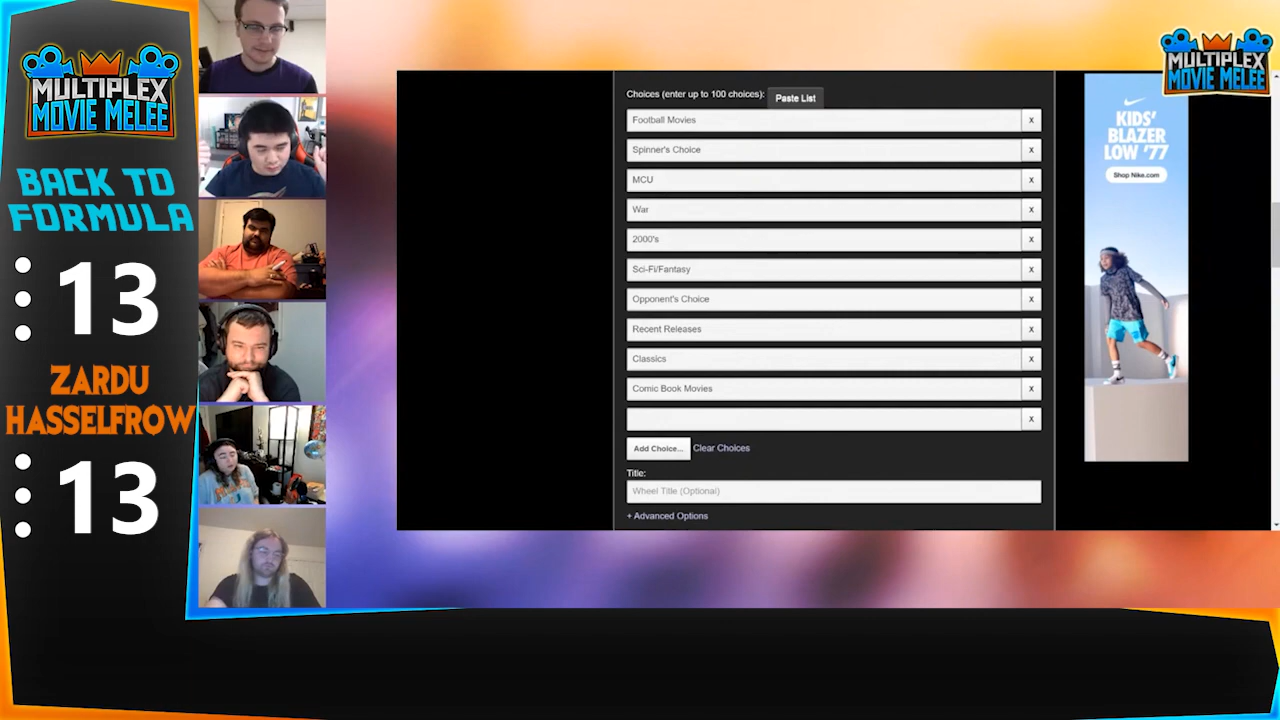 MULTIPLEX
MOVIE MELEE
BACK TO
FORMULA
13
ZARDU
HASSELFROW
13
Choices (enter up to 100 choices):
Paste List
Football Movies
x
Spinner's Choice
x
MCU
x
War
x
2000's
x
Sci-Fi/Fantasy
x
Opponent's Choice
x
Recent Releases
x
Classics
x
Comic Book Movies
x
x
Add Choice...
Clear Choices
Title:
Wheel Title (Optional)
+ Advanced Options
MULTIPLEX
MOVIE MELEE
KIDS'
BLAZER
LOW '77
Shop Nike.com